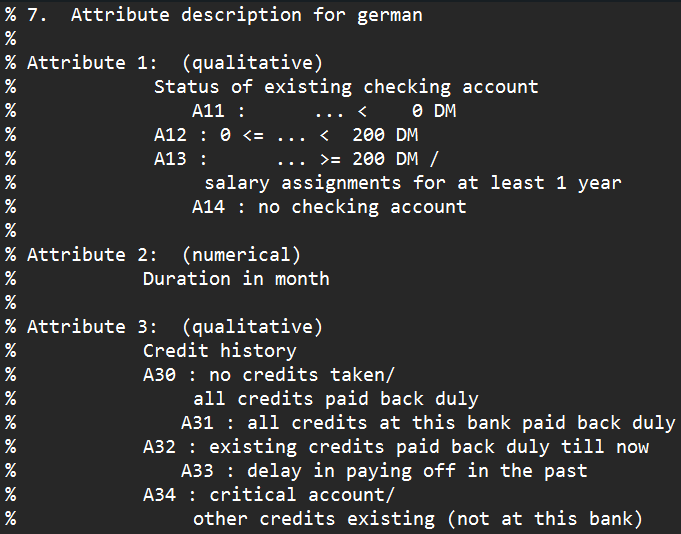 % 7.  Attribute description for german
%
% Attribute 1:  (qualitative)
%           Status of existing checking account
%              A11 :      ... <    0 DM
%           A12 : 0 <= ... <  200 DM
%           A13 :      ... >= 200 DM /
%               salary assignments for at least 1 year
%              A14 : no checking account
%
% Attribute 2:  (numerical)
%          Duration in month
%
% Attribute 3:  (qualitative)
%          Credit history
%          A30 : no credits taken/
%              all credits paid back duly
%             A31 : all credits at this bank paid back duly
%          A32 : existing credits paid back duly till now
%             A33 : delay in paying off in the past
%          A34 : critical account/
%              other credits existing (not at this bank)